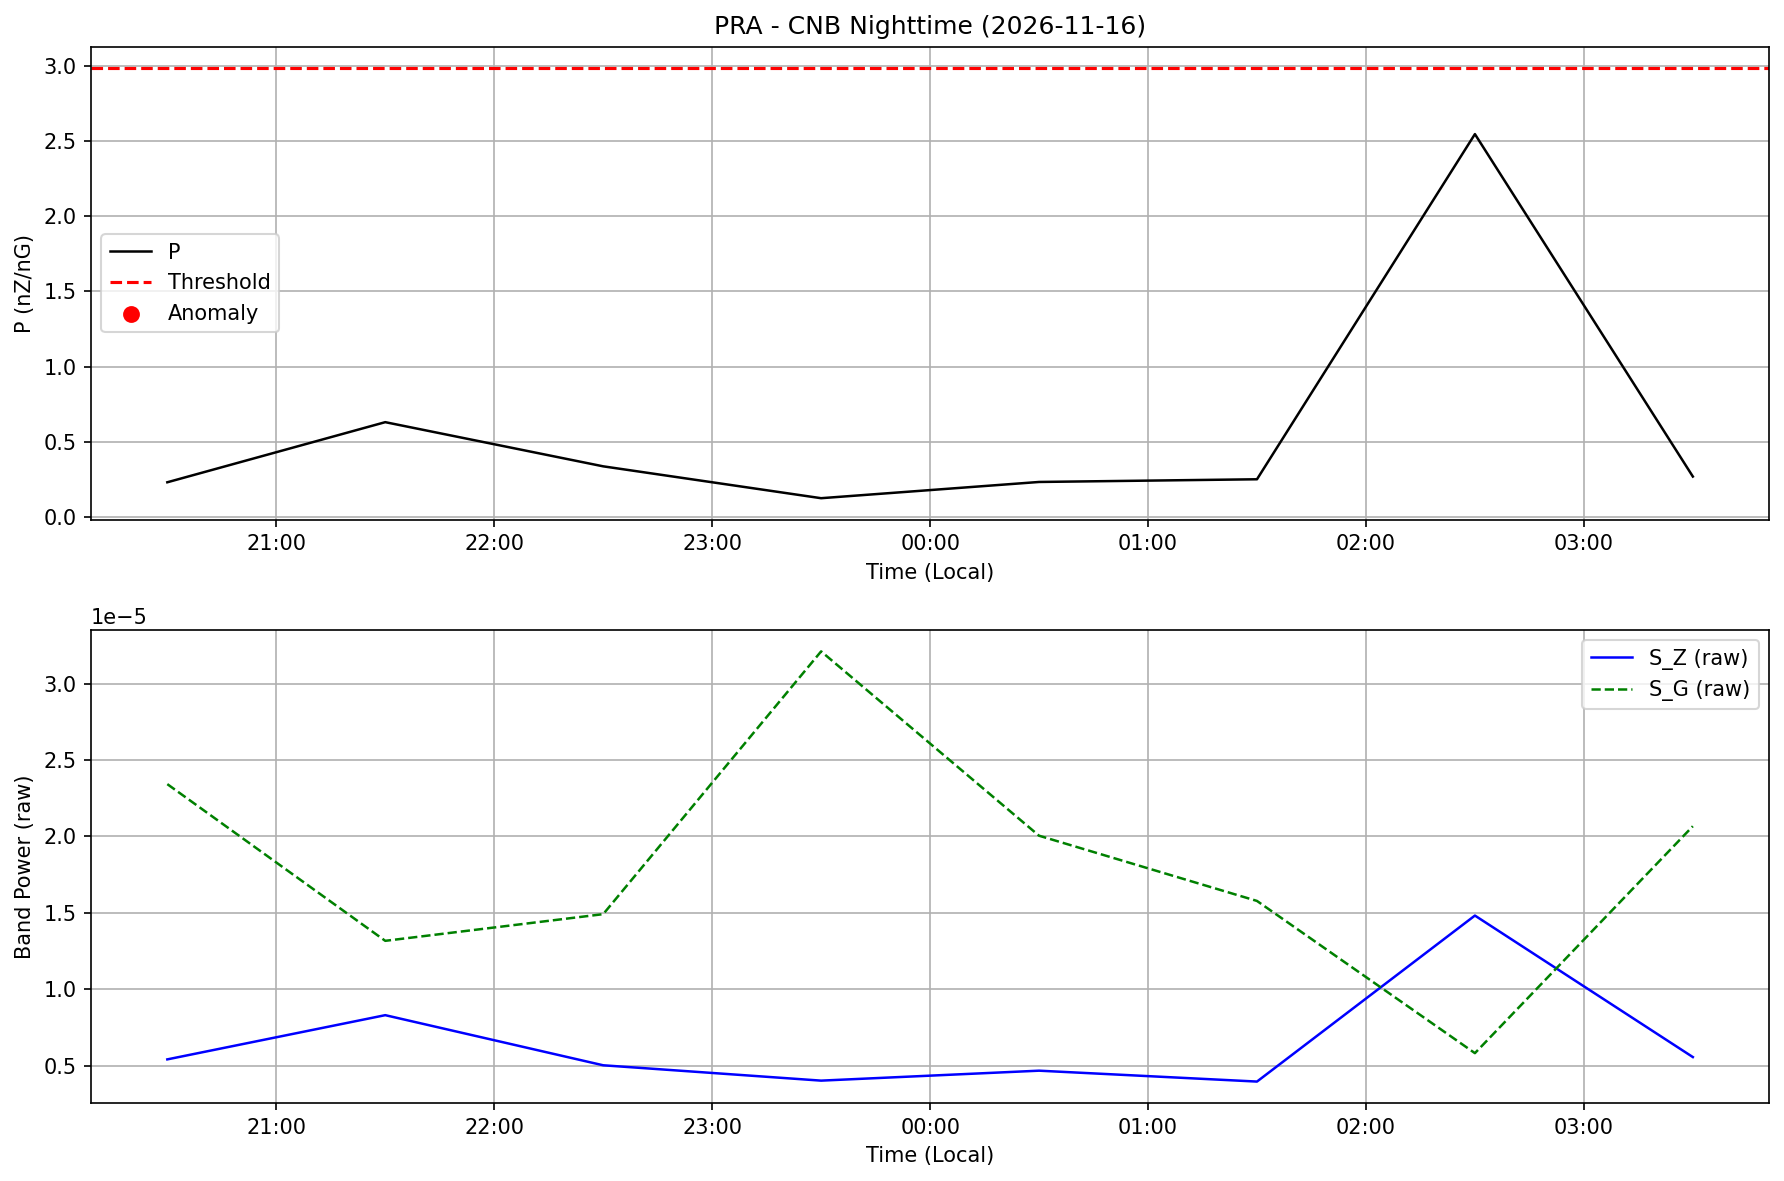 PRA - CNB Nighttime (2026-11-16)
P (nZ/nG)
3.0
2.5
2.0
1.5
1.0
0.5
0.0
P
Threshold
Anomaly
21:00 22:00 23:00 00:00 01:00 02:00 03:00
Time (Local)
1e−5
Band Power (raw)
3.0
2.5
2.0
1.5
1.0
0.5
S_Z (raw)
S_G (raw)
21:00 22:00 23:00 00:00 01:00 02:00 03:00
Time (Local)